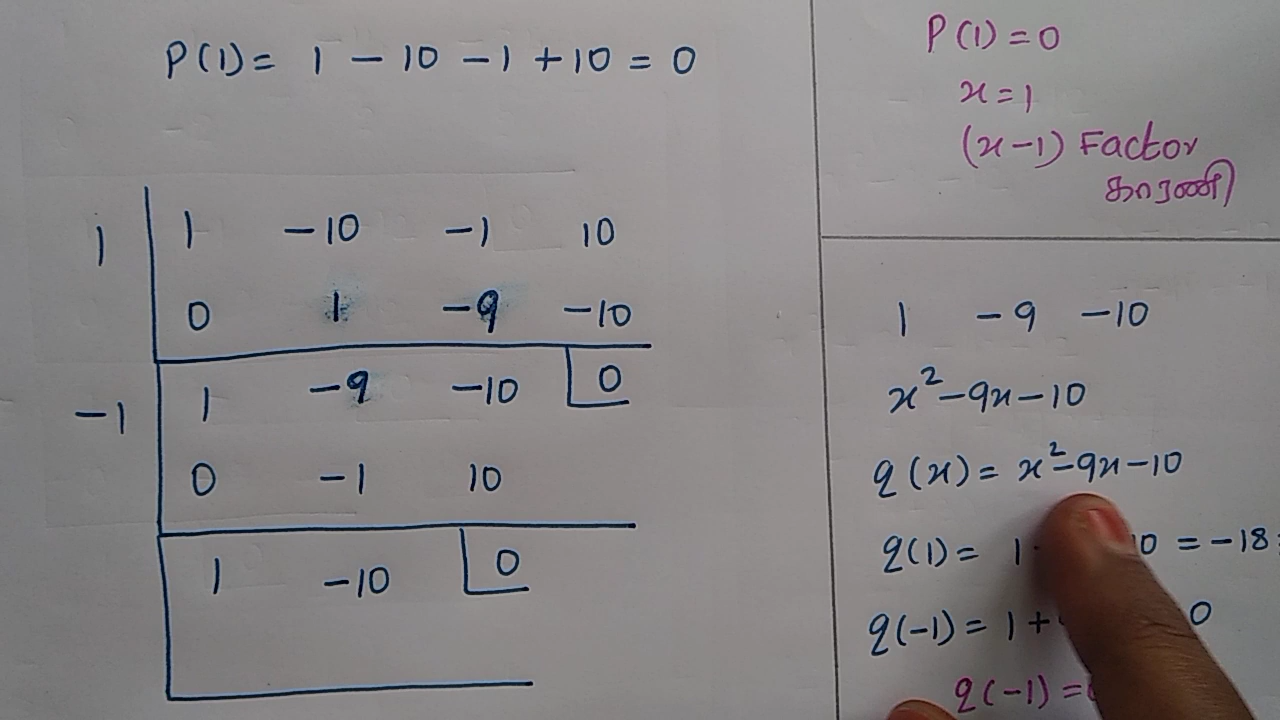 P(1) = 1 - 10 - 1 + 10 = 0
1 | 1 -10 -1 10
0 1 -9 -10
-1 | 1 -9 -10 | 0
0 -1 10
1 -10 | 0
P(1) = 0
x = 1
(x-1) Factor
காரணி
1 -9 -10
x² - 9x - 10
q(x) = x² - 9x - 10
q(1) = 1 10 = -18
q(-1) = 1 + 0
q(-1) =